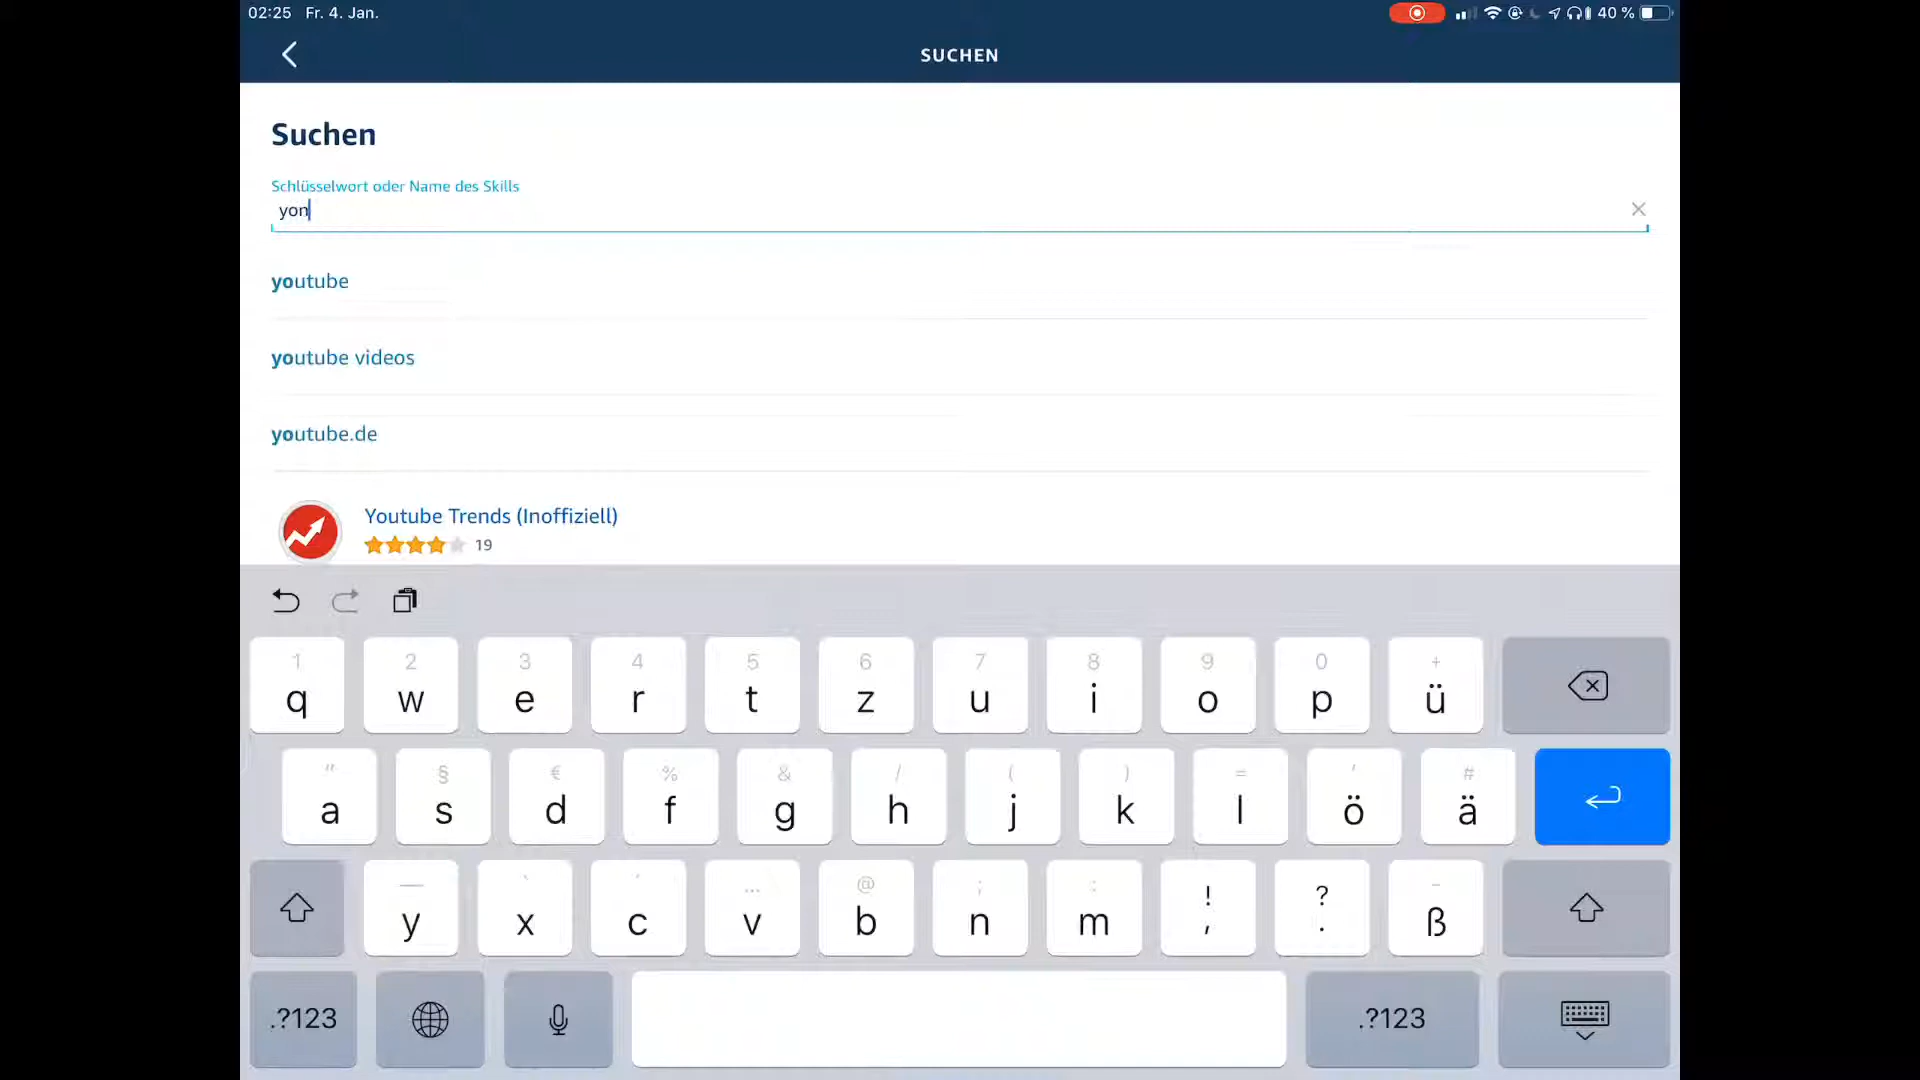 02:25 Fr. 4. Jan. 40 %
SUCHEN
Suchen
Schlüsselwort oder Name des Skills
yon
youtube
youtube videos
youtube.de
Youtube Trends (Inoffiziell)
19
1 2 3 4 5 6 7 8 9 0 +
q w e r t z u i o p ü
" § € % & / ( ) = ' #
a s d f g h j k l ö ä
— ` ´ … @ ; : ! ? -
y x c v b n m , . ß
.?123 .?123